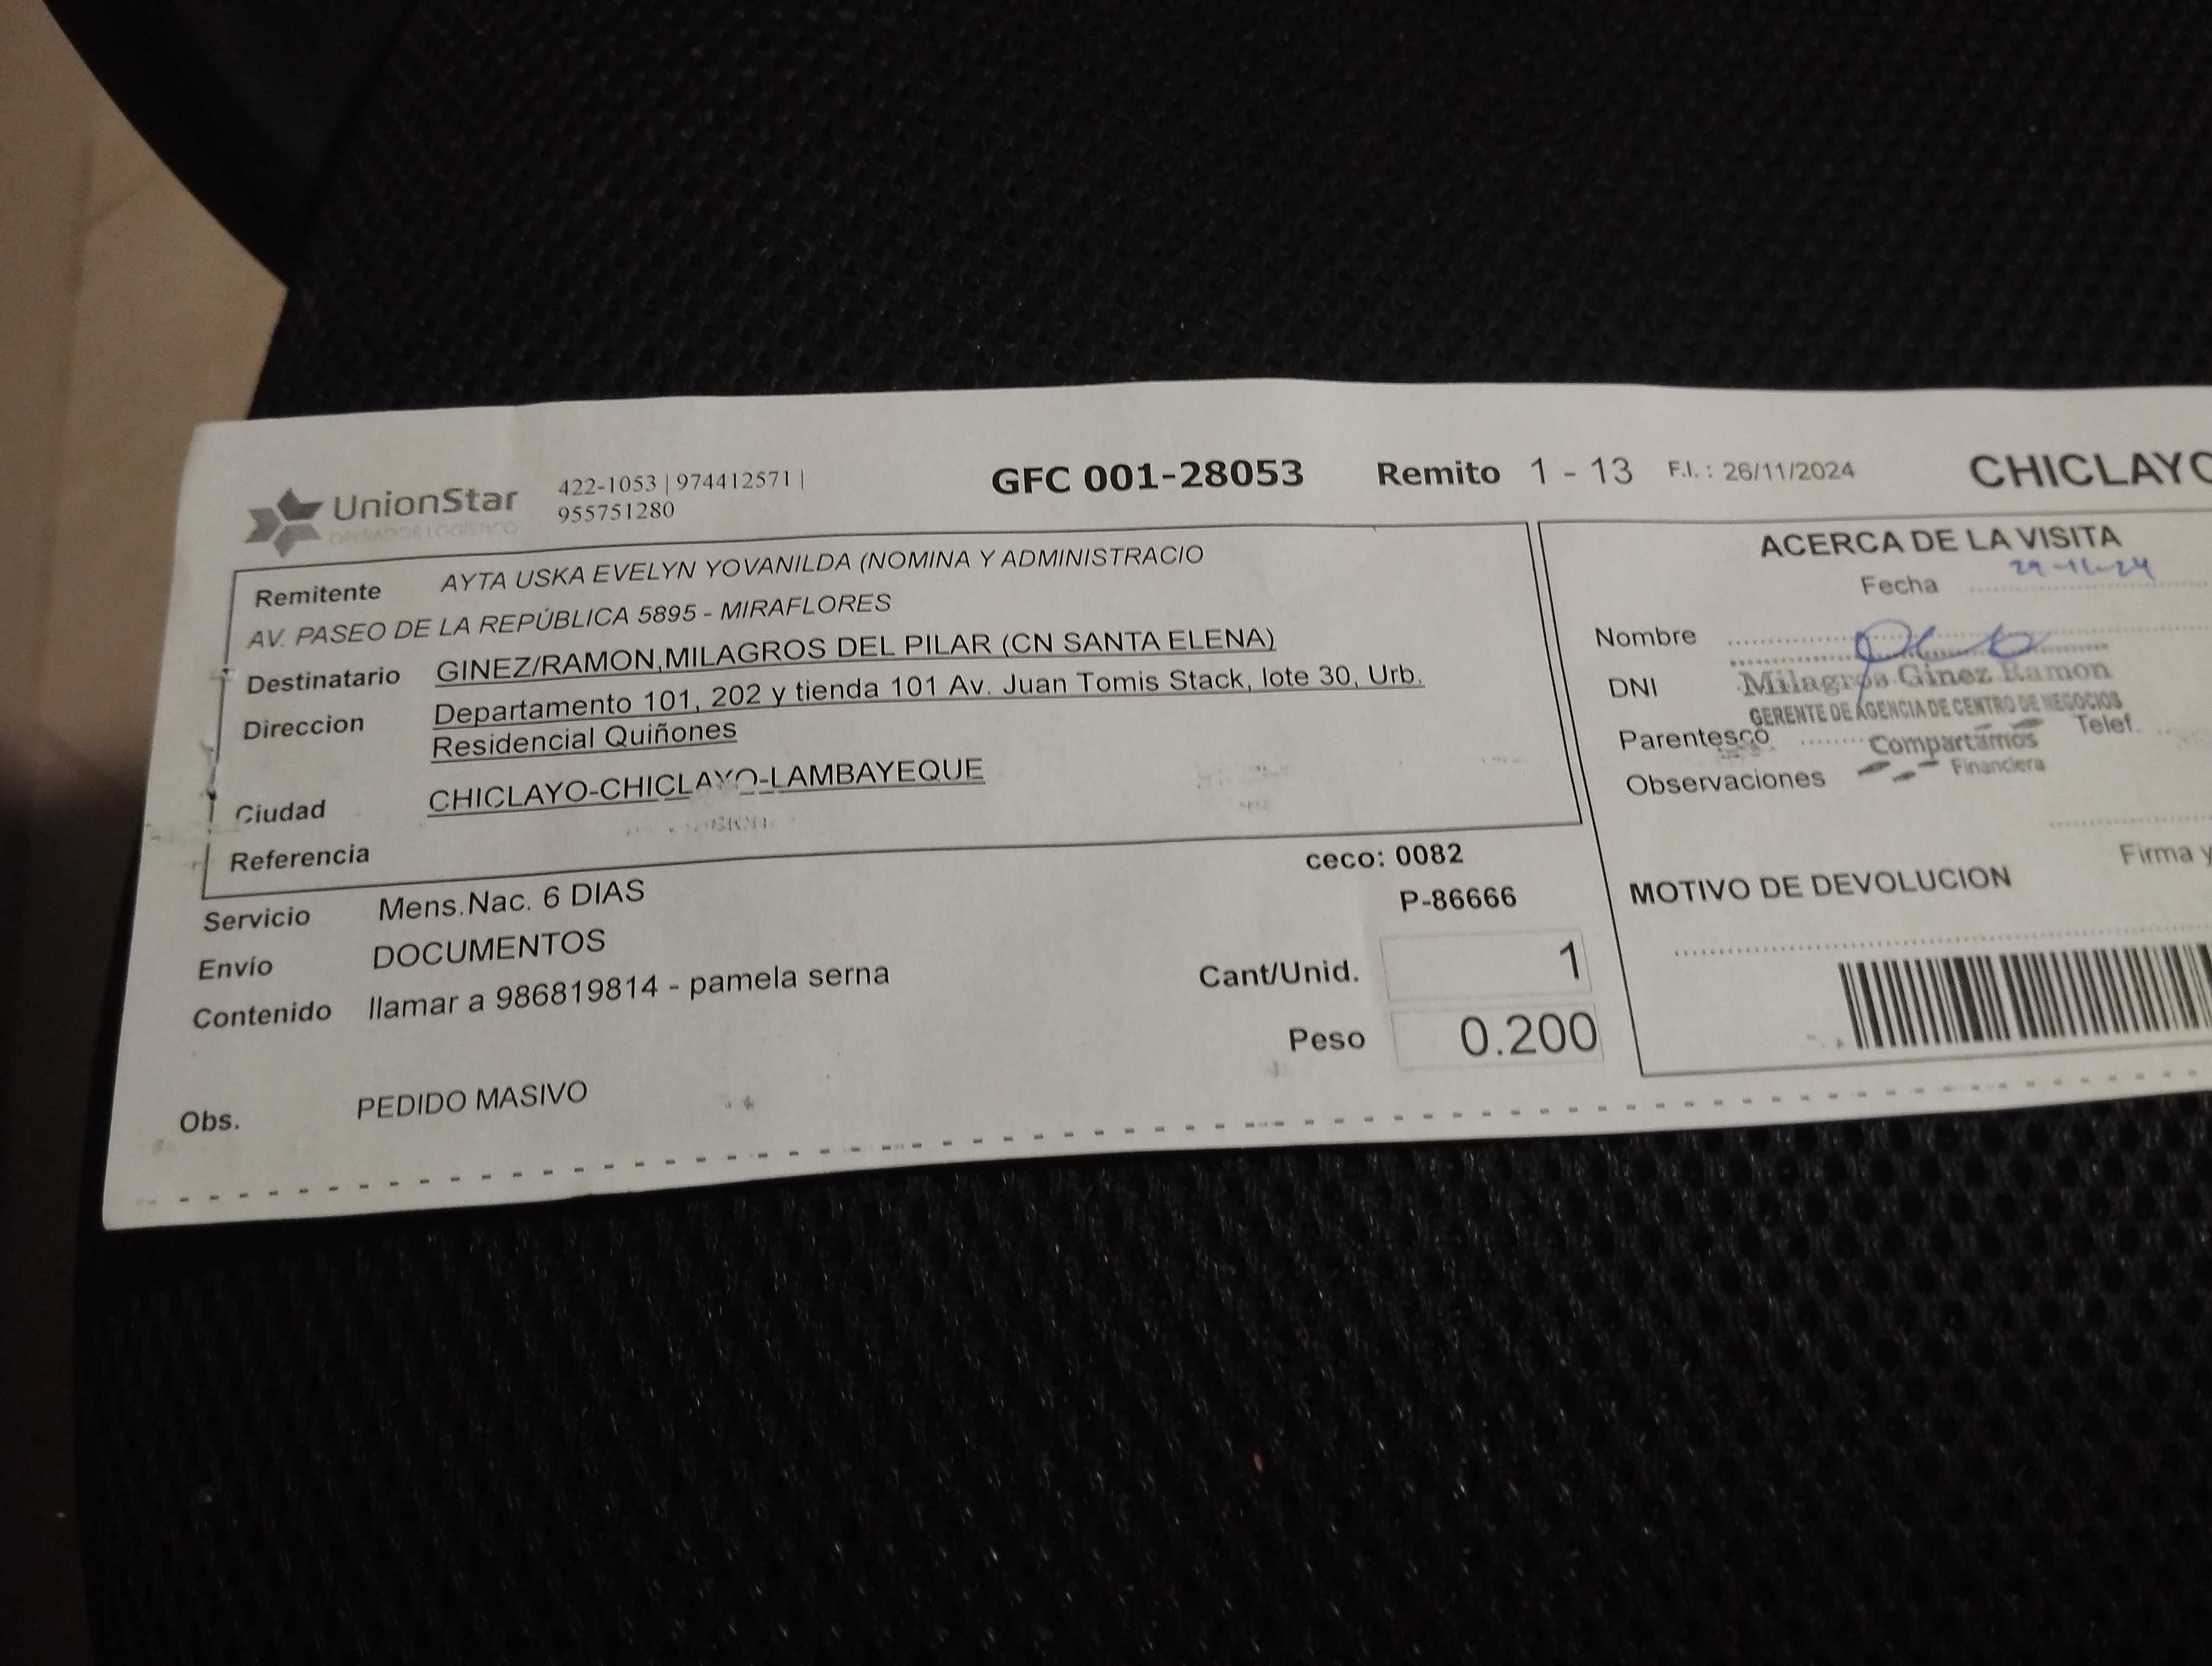 UnionStar
OPERADOR LOGÍSTICO
422-1053 | 974412571 |
955751280
GFC 001-28053 Remito 1 - 13 F.I. : 26/11/2024 CHICLAYO
Remitente AYTA USKA EVELYN YOVANILDA (NOMINA Y ADMINISTRACIO
AV. PASEO DE LA REPÚBLICA 5895 - MIRAFLORES
Destinatario GINEZ/RAMON,MILAGROS DEL PILAR (CN SANTA ELENA)
Direccion Departamento 101, 202 y tienda 101 Av. Juan Tomis Stack, lote 30, Urb.
Residencial Quiñones
Ciudad CHICLAYO-CHICLAYO-LAMBAYEQUE
Referencia
ceco: 0082
Servicio Mens.Nac. 6 DIAS
P-86666
Envío DOCUMENTOS
Cant/Unid. 1
Contenido llamar a 986819814 - pamela serna
Peso 0.200
Obs. PEDIDO MASIVO
ACERCA DE LA VISITA
Fecha
Nombre
DNI Milagros Ginez Ramon
GERENTE DE AGENCIA DE CENTRO DE NEGOCIOS
Parentesco Compartamos Telef.
Observaciones Financiera
Firma y
MOTIVO DE DEVOLUCION